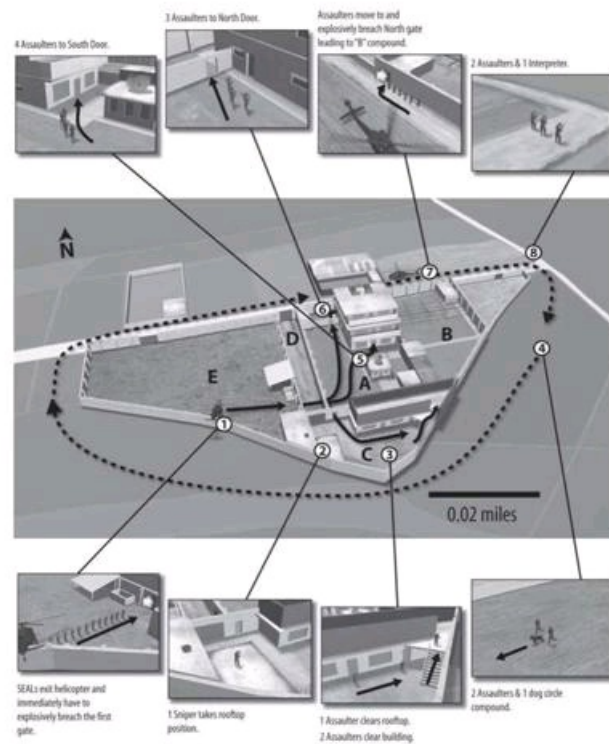 4 Assaulters to South Door.
3 Assaulters to North Door.
Assaulters move to and
explosively breach North gate
leading to "B" compound.
2 Assaulters & 1 Interpreter.
N
8
7
6
B
D
5
4
A
E
1
C
3
2
0.02 miles
SEALs exit helicopter and
immediately have to
explosively breach the first
gate.
1 Sniper takes rooftop
position.
1 Assaulter clears rooftop.
2 Assaulters clear building.
2 Assaulters & 1 dog circle
compound.